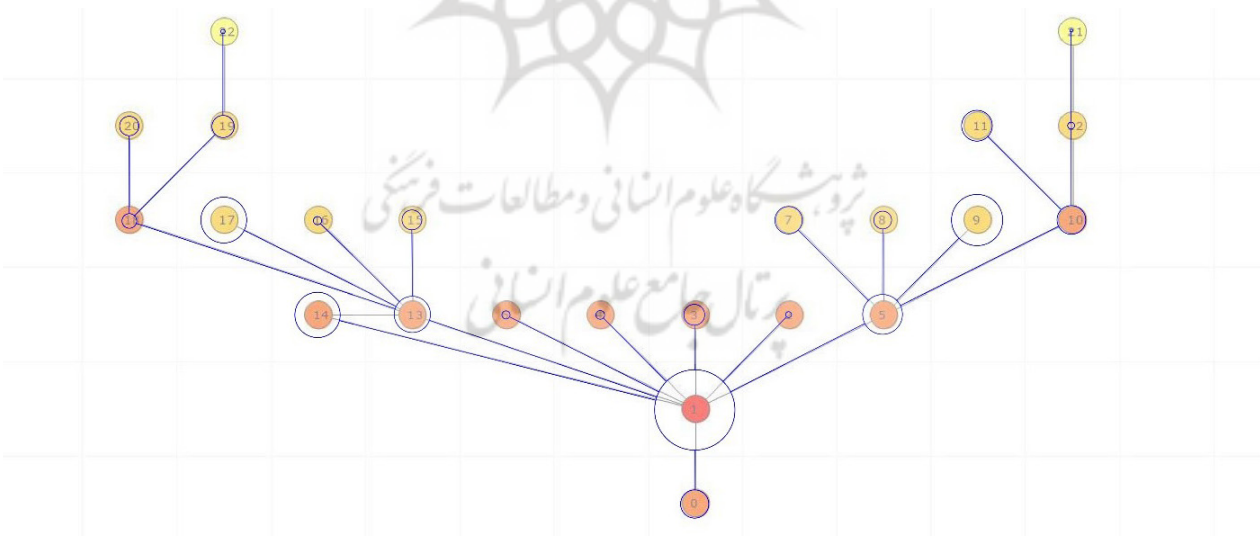 22 21
20 19 11 12
17 16 15 7 8 9 10
پژوهشگاه علوم انسانی و مطالعات فرهنگی
14 13 3 5
پرتال جامع علوم انسانی
1
0